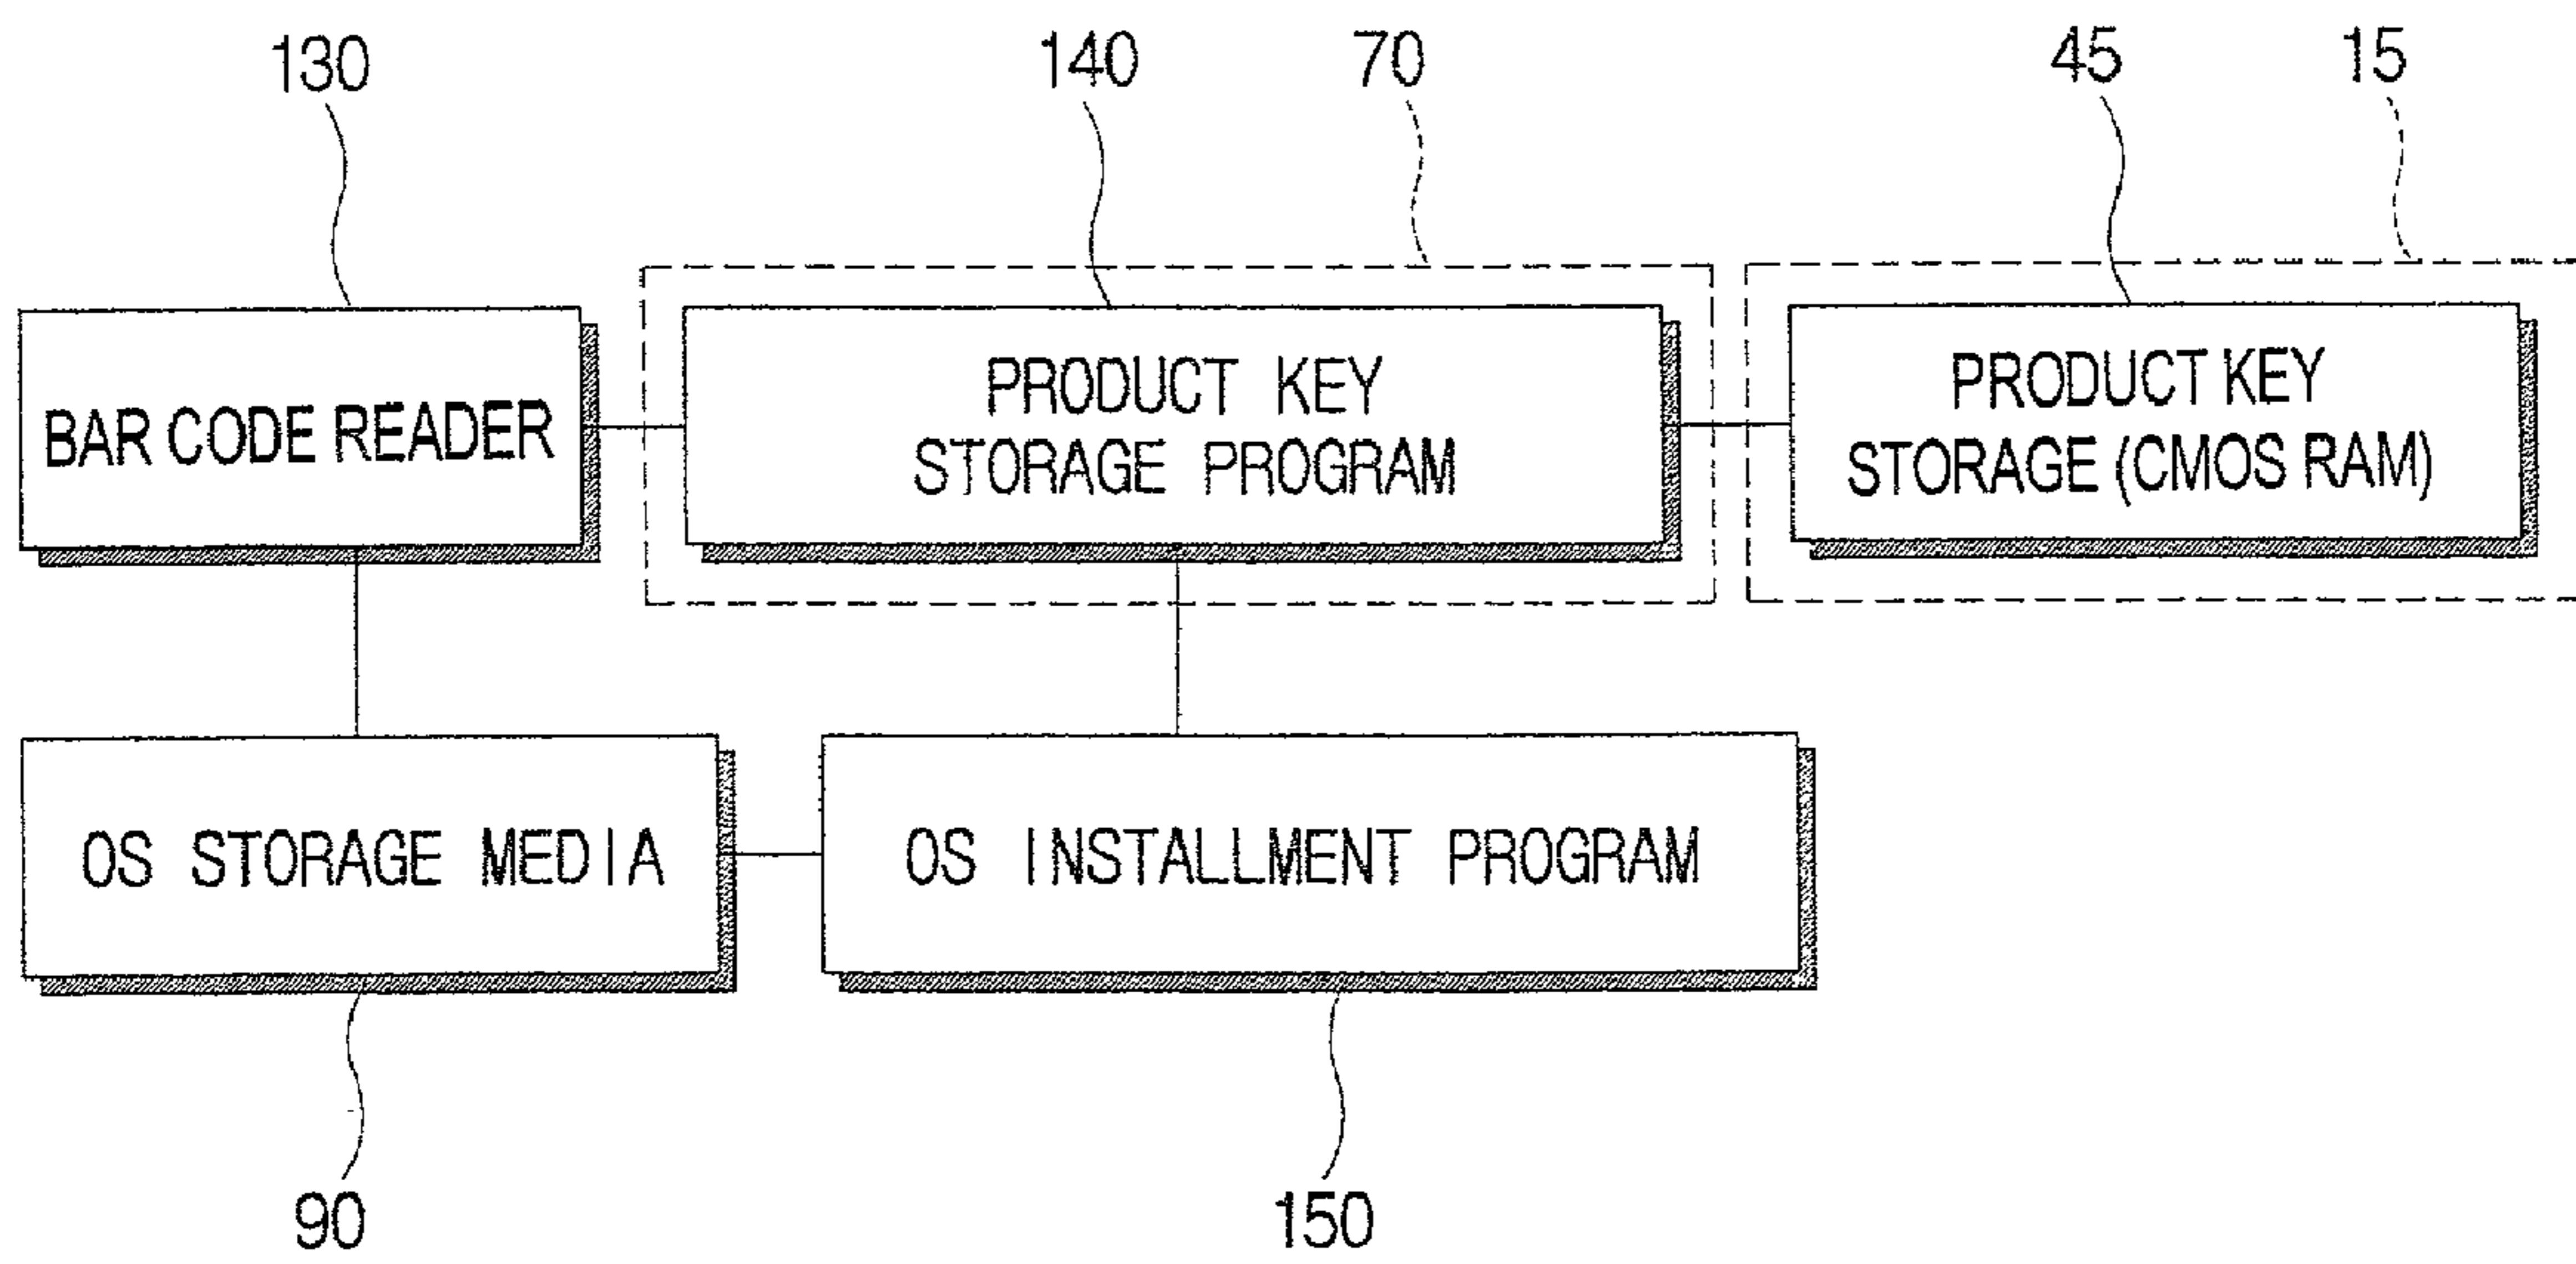 130
140
70
45
15
BAR CODE READER
PRODUCT KEY
STORAGE PROGRAM
PRODUCT KEY
STORAGE (CMOS RAM)
OS STORAGE MEDIA
OS INSTALLMENT PROGRAM
90
150